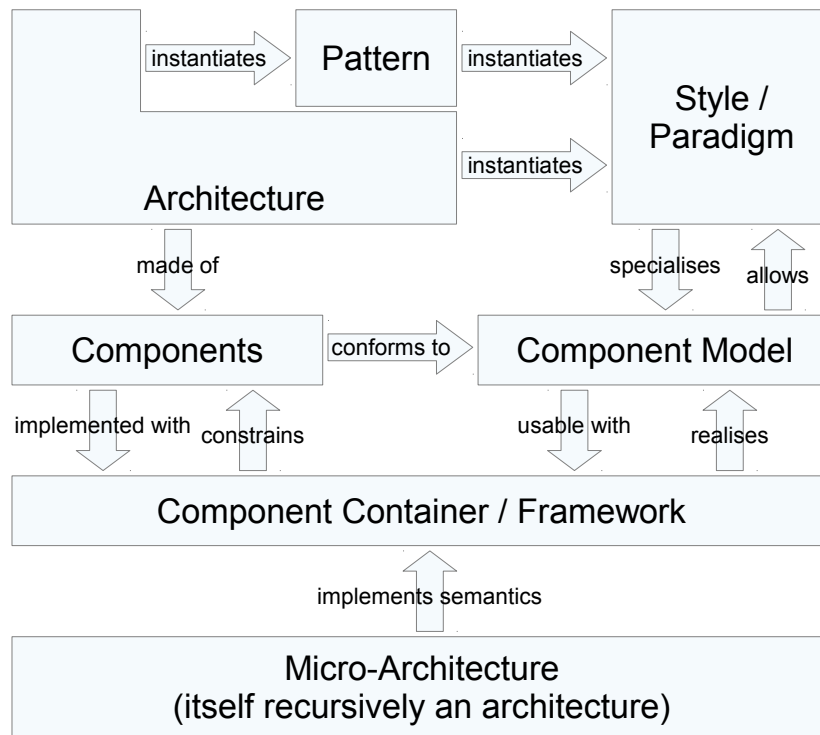 instantiates
Pattern
instantiates
Style /
Paradigm
instantiates
Architecture
made of
specialises
allows
Components
conforms to
Component Model
implemented with
constrains
usable with
realises
Component Container / Framework
implements semantics
Micro-Architecture
(itself recursively an architecture)